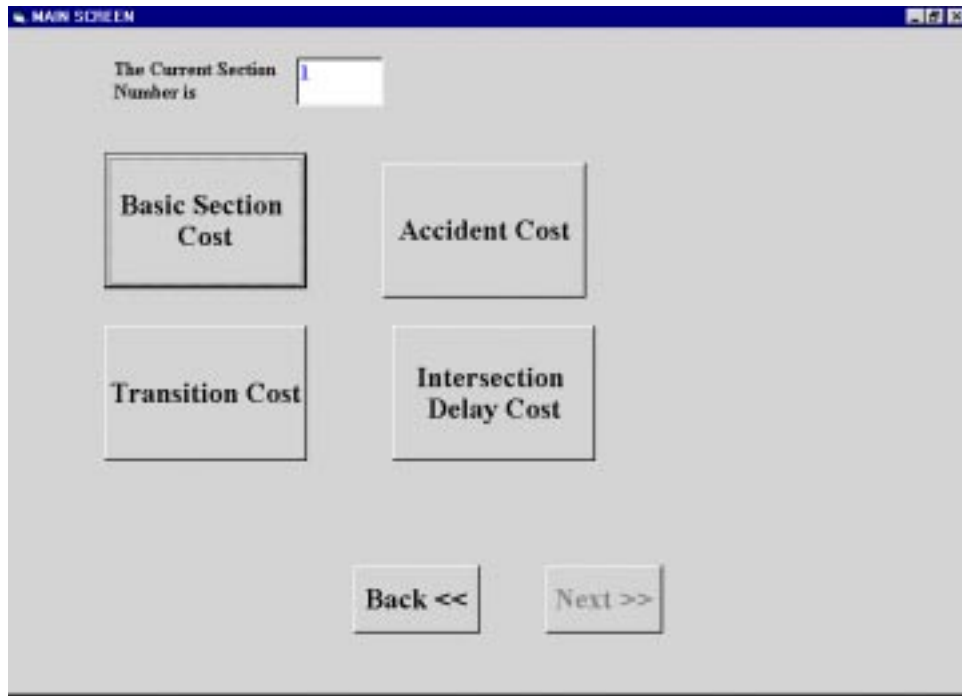 MAIN SCREEN
The Current Section
Number is
1
Basic Section
Cost
Accident Cost
Transition Cost
Intersection
Delay Cost
Back <<
Next >>